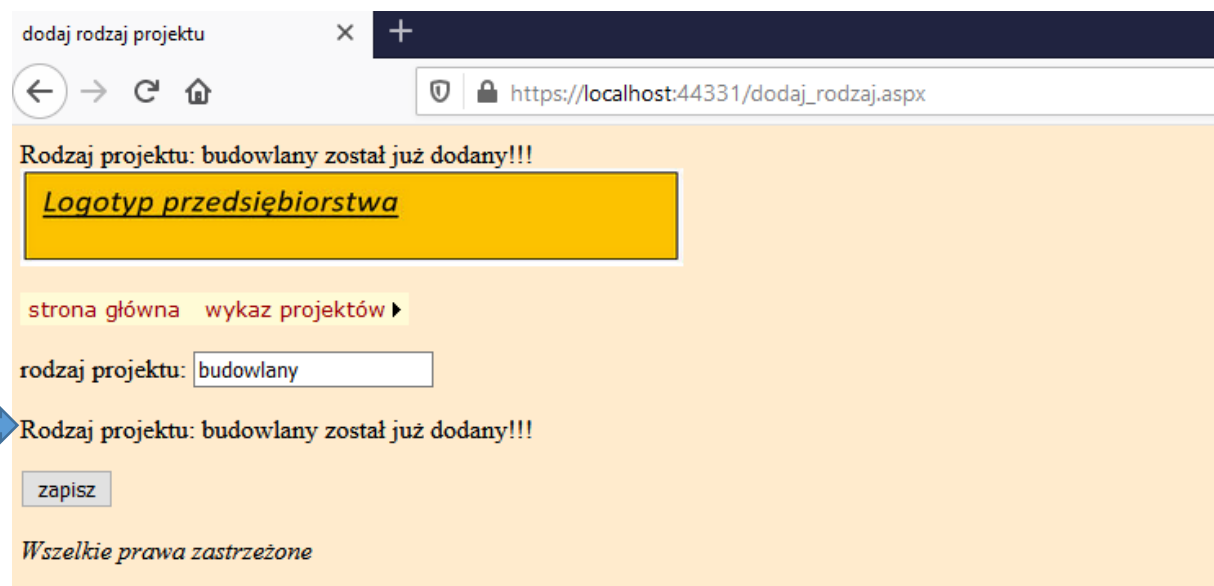 dodaj rodzaj projektu
https://localhost:44331/dodaj_rodzaj.aspx
Rodzaj projektu: budowlany został już dodany!!!
Logotyp przedsiębiorstwa
strona główna wykaz projektów
rodzaj projektu: budowlany
Rodzaj projektu: budowlany został już dodany!!!
zapisz
Wszelkie prawa zastrzeżone